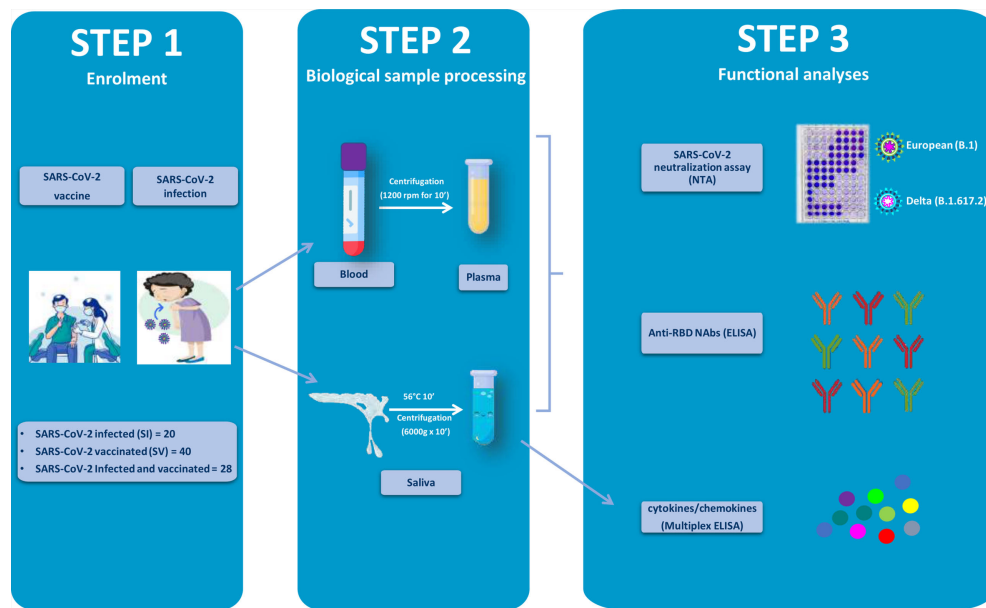 STEP 1
Enrolment
SARS-CoV-2
vaccine
SARS-CoV-2
infection
• SARS-CoV-2 infected (SI) = 20
• SARS-CoV-2 vaccinated (SV) = 40
• SARS-CoV-2 Infected and vaccinated = 28
STEP 2
Biological sample processing
Centrifugation
(1200 rpm for 10’)
Blood
Plasma
56°C 10’
Centrifugation
(6000g x 10’)
Saliva
STEP 3
Functional analyses
SARS-CoV-2
neutralization assay
(NTA)
European (B.1)
Delta (B.1.617.2)
Anti-RBD NAbs (ELISA)
cytokines/chemokines
(Multiplex ELISA)